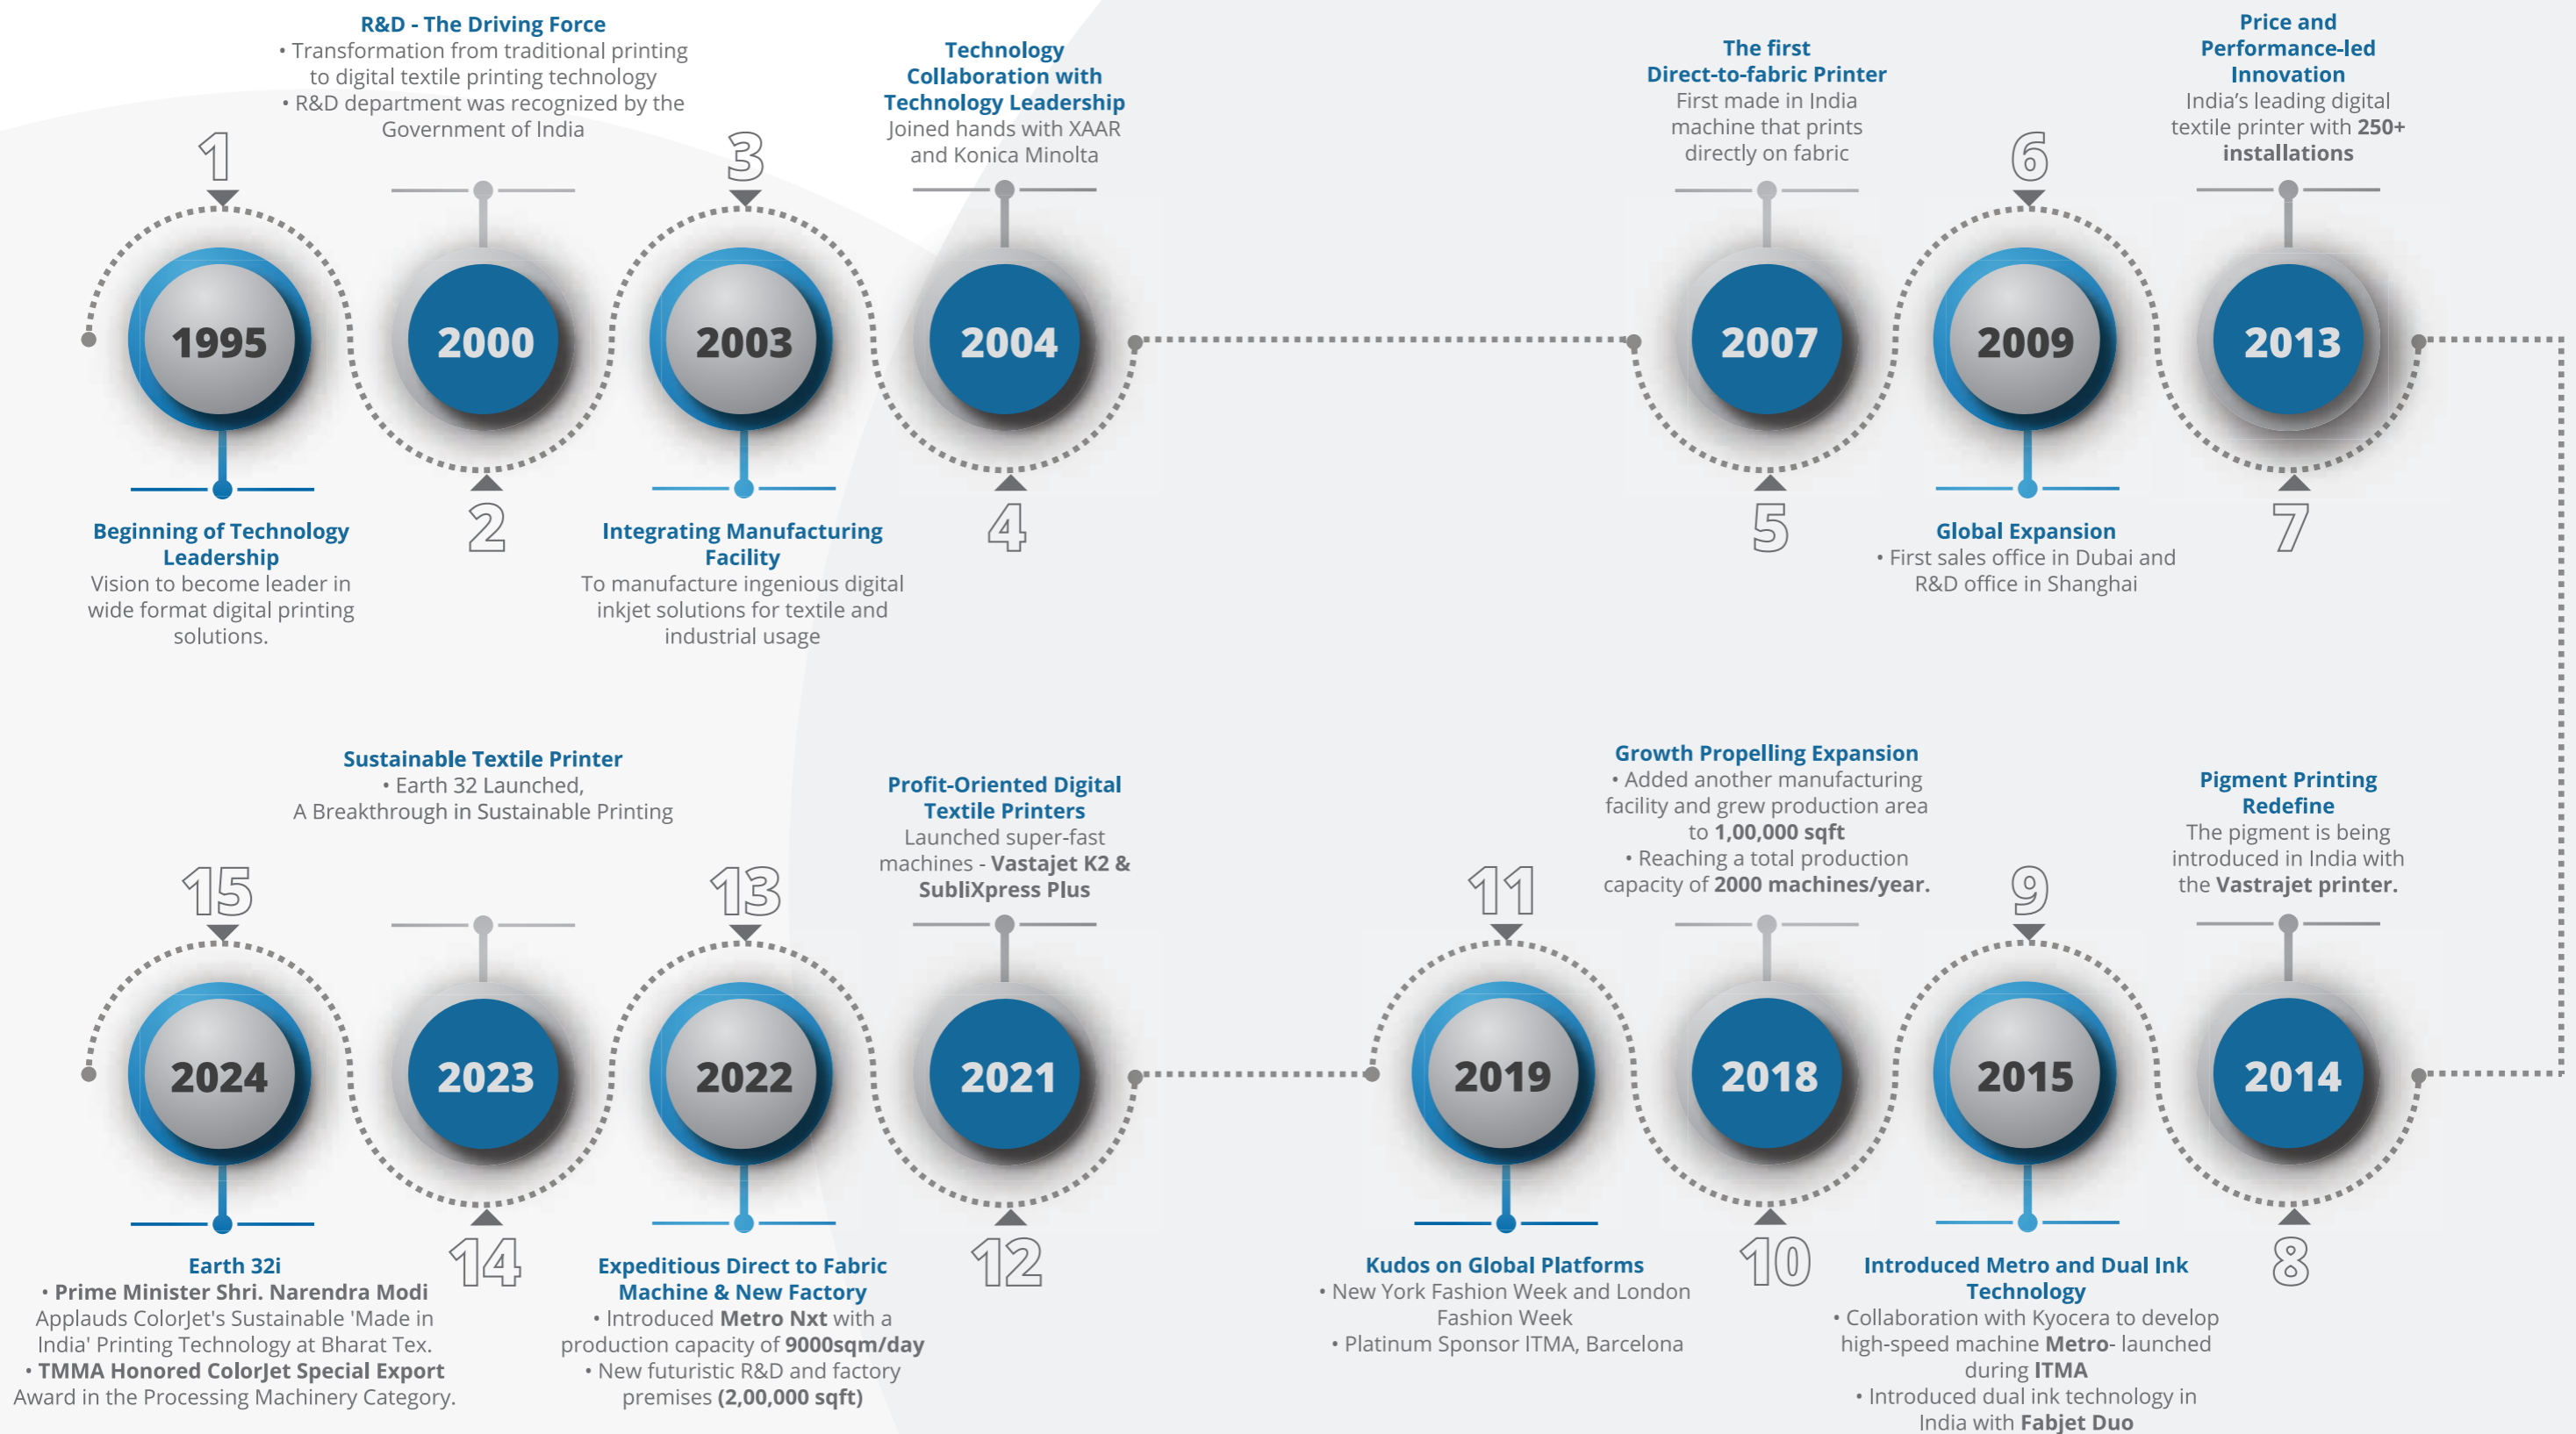 1
1995
Beginning of Technology
Leadership
Vision to become leader in
wide format digital printing
solutions.
R&D - The Driving Force
• Transformation from traditional printing
to digital textile printing technology
• R&D department was recognized by the
Government of India
2000
2
3
2003
Integrating Manufacturing
Facility
To manufacture ingenious digital
inkjet solutions for textile and
industrial usage
Technology
Collaboration with
Technology Leadership
Joined hands with XAAR
and Konica Minolta
2004
4
The first
Direct-to-fabric Printer
First made in India
machine that prints
directly on fabric
2007
5
6
2009
Global Expansion
• First sales office in Dubai and
R&D office in Shanghai
Price and
Performance-led
Innovation
India’s leading digital
textile printer with 250+
installations
2013
7
Pigment Printing
Redefine
The pigment is being
introduced in India with
the Vastrajet printer.
2014
8
9
2015
Introduced Metro and Dual Ink
Technology
• Collaboration with Kyocera to develop
high-speed machine Metro- launched
during ITMA
• Introduced dual ink technology in
India with Fabjet Duo
Growth Propelling Expansion
• Added another manufacturing
facility and grew production area
to 1,00,000 sqft
• Reaching a total production
capacity of 2000 machines/year.
2018
10
11
2019
Kudos on Global Platforms
• New York Fashion Week and London
Fashion Week
• Platinum Sponsor ITMA, Barcelona
Profit-Oriented Digital
Textile Printers
Launched super-fast
machines - Vastajet K2 &
SubliXpress Plus
2021
12
13
2022
Expeditious Direct to Fabric
Machine & New Factory
• Introduced Metro Nxt with a
production capacity of 9000sqm/day
• New futuristic R&D and factory
premises (2,00,000 sqft)
Sustainable Textile Printer
• Earth 32 Launched,
A Breakthrough in Sustainable Printing
2023
14
15
2024
Earth 32i
• Prime Minister Shri. Narendra Modi
Applauds ColorJet's Sustainable 'Made in
India' Printing Technology at Bharat Tex.
• TMMA Honored ColorJet Special Export
Award in the Processing Machinery Category.